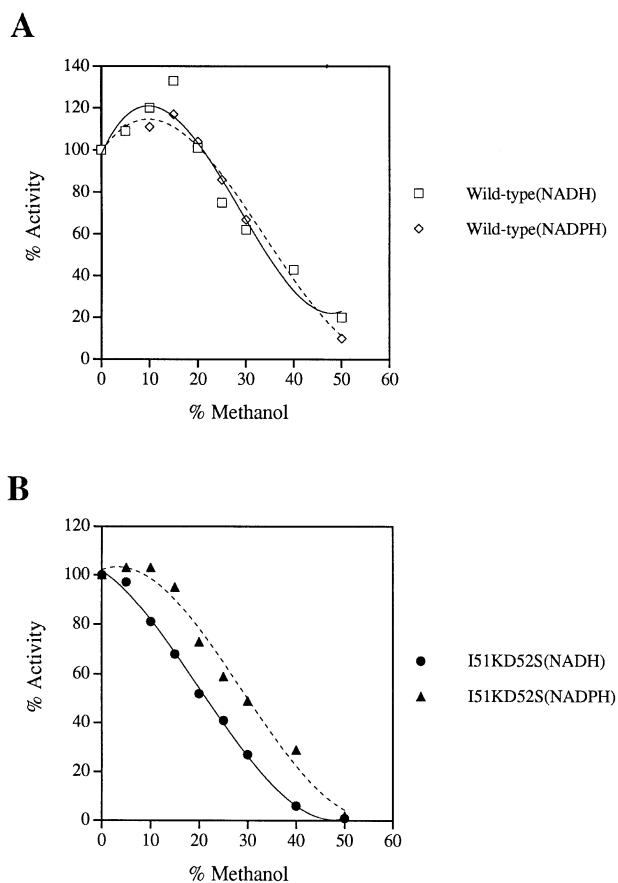 A
140
120
100
80
60
40
20
0
% Activity
0 10 20 30 40 50 60
% Methanol
Wild-type(NADH)
Wild-type(NADPH)
B
120
100
80
60
40
20
0
% Activity
0 10 20 30 40 50 60
% Methanol
I51KD52S(NADH)
I51KD52S(NADPH)